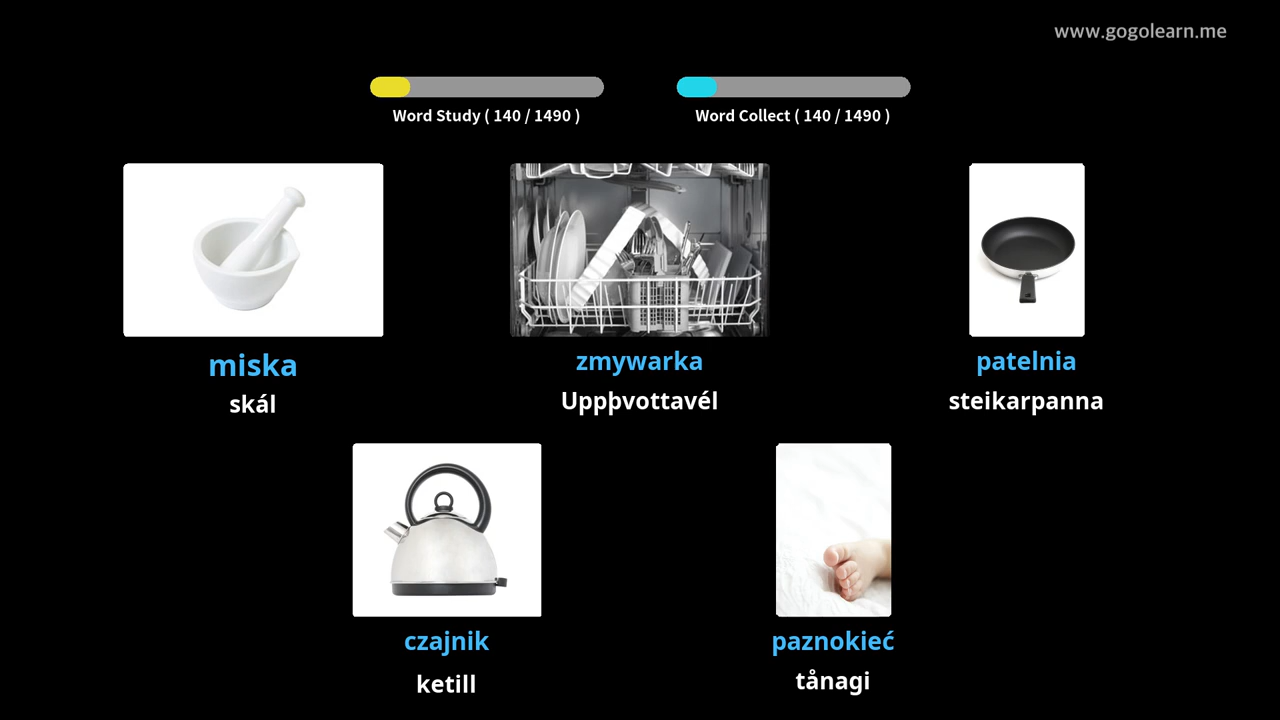 www.gogolearn.me
Word Study ( 140 / 1490 )
Word Collect ( 140 / 1490 )
miska
skál
zmywarka
Uppþvottavél
patelnia
steikarpanna
czajnik
ketill
paznokieć
tånagi